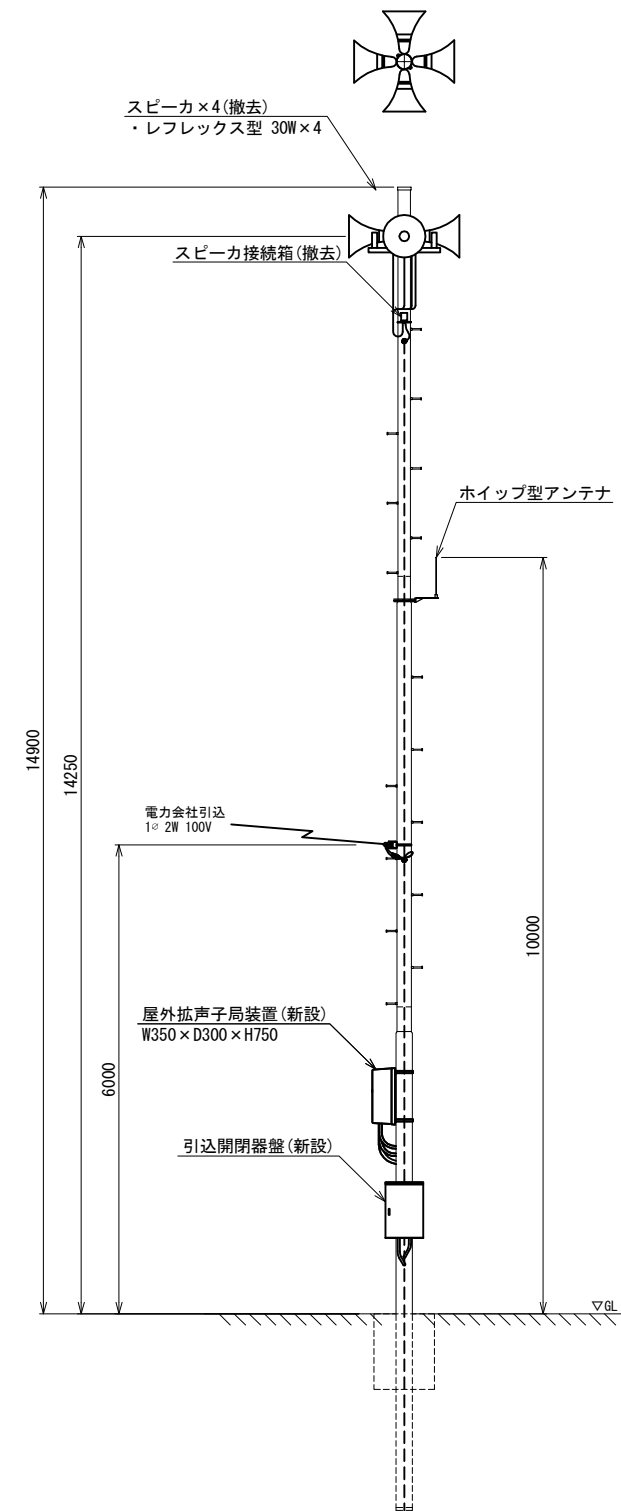 スピーカ×4(撤去)
・レフレックス型 30W×4
スピーカ接続箱(撤去)
ホイップ型アンテナ
14900
14250
電力会社引込
1∅ 2W 100V
10000
屋外拡声子局装置(新設)
W350×D300×H750
6000
引込開閉器盤(新設)
▽GL